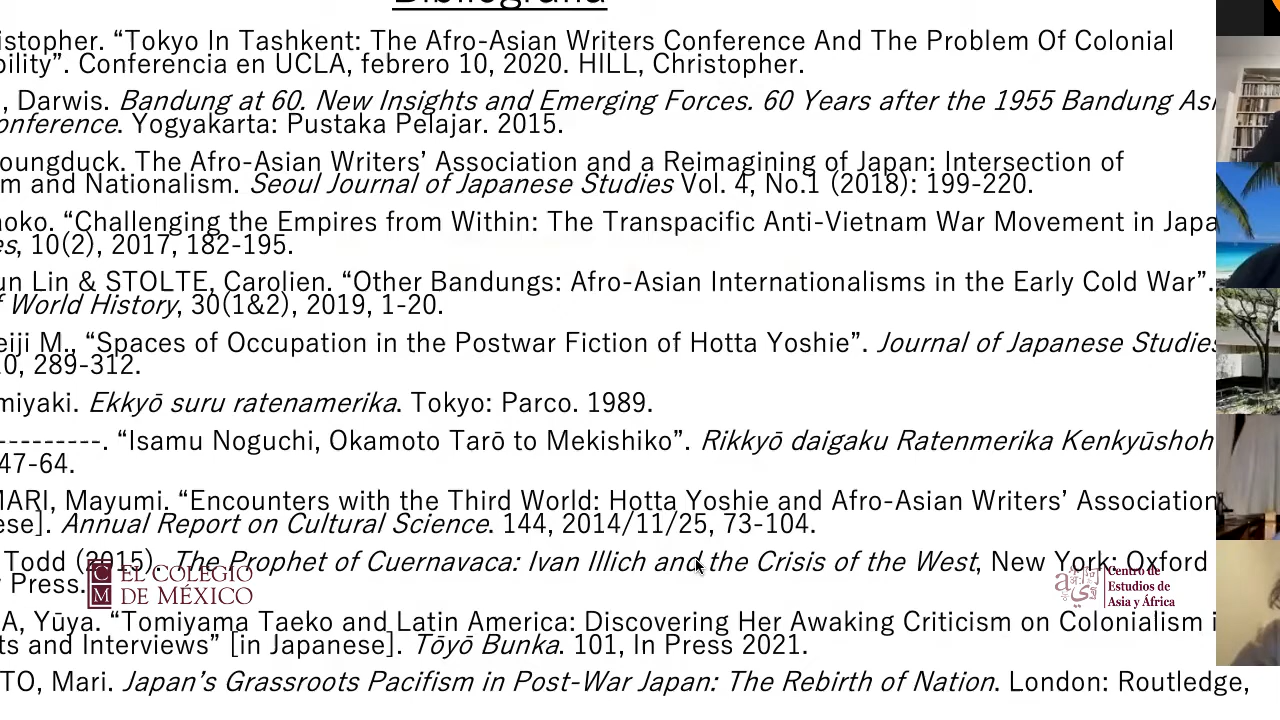 Bibliografía
istopher. “Tokyo In Tashkent: The Afro-Asian Writers Conference And The Problem Of Colonial
bility”. Conferencia en UCLA, febrero 10, 2020. HILL, Christopher.
, Darwis. Bandung at 60. New Insights and Emerging Forces. 60 Years after the 1955 Bandung Asi
onference. Yogyakarta: Pustaka Pelajar. 2015.
oungduck. The Afro-Asian Writers’ Association and a Reimagining of Japan: Intersection of
m and Nationalism. Seoul Journal of Japanese Studies Vol. 4, No.1 (2018): 199-220.
oko. “Challenging the Empires from Within: The Transpacific Anti-Vietnam War Movement in Japa
es, 10(2), 2017, 182-195.
un Lin & STOLTE, Carolien. “Other Bandungs: Afro-Asian Internationalisms in the Early Cold War”.
f World History, 30(1&2), 2019, 1-20.
eiji M., “Spaces of Occupation in the Postwar Fiction of Hotta Yoshie”. Journal of Japanese Studies
0, 289-312.
miyaki. Ekkyō suru ratenamerika. Tokyo: Parco. 1989.
---------. “Isamu Noguchi, Okamoto Tarō to Mekishiko”. Rikkyō daigaku Ratenmerika Kenkyūshoh
47-64.
MARI, Mayumi. “Encounters with the Third World: Hotta Yoshie and Afro-Asian Writers’ Association
ese]. Annual Report on Cultural Science. 144, 2014/11/25, 73-104.
Todd (2015). The Prophet of Cuernavaca: Ivan Illich and the Crisis of the West, New York: Oxford
Press.
CM EL COLEGIO
DE MÉXICO
Centro de
Estudios de
Asia y África
A, Yūya. “Tomiyama Taeko and Latin America: Discovering Her Awaking Criticism on Colonialism i
ts and Interviews” [in Japanese]. Tōyō Bunka. 101, In Press 2021.
TO, Mari. Japan’s Grassroots Pacifism in Post-War Japan: The Rebirth of Nation. London: Routledge,